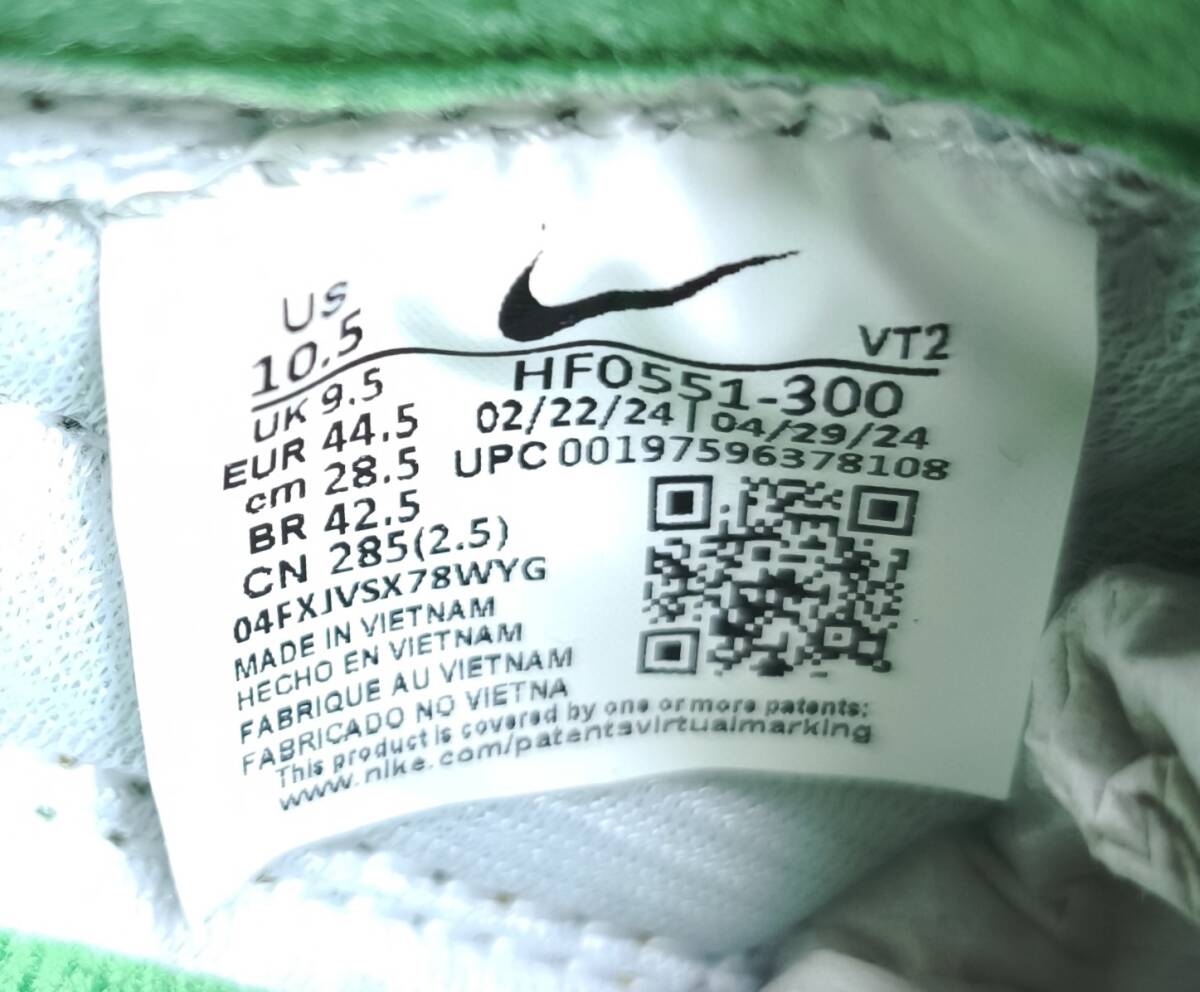 US
10.5
UK 9.5
EUR 44.5
cm 28.5
BR 42.5
CN 285(2.5)
04FXJVSX78WYG
MADE IN VIETNAM
HECHO EN VIETNAM
FABRIQUE AU VIETNAM
FABRICADO NO VIETNA
This product is covered by one or more patents:
www.nike.com/patentsvirtualmarking
VT2
HF0551-300
02/22/24 | 04/29/24
UPC 00197596378108